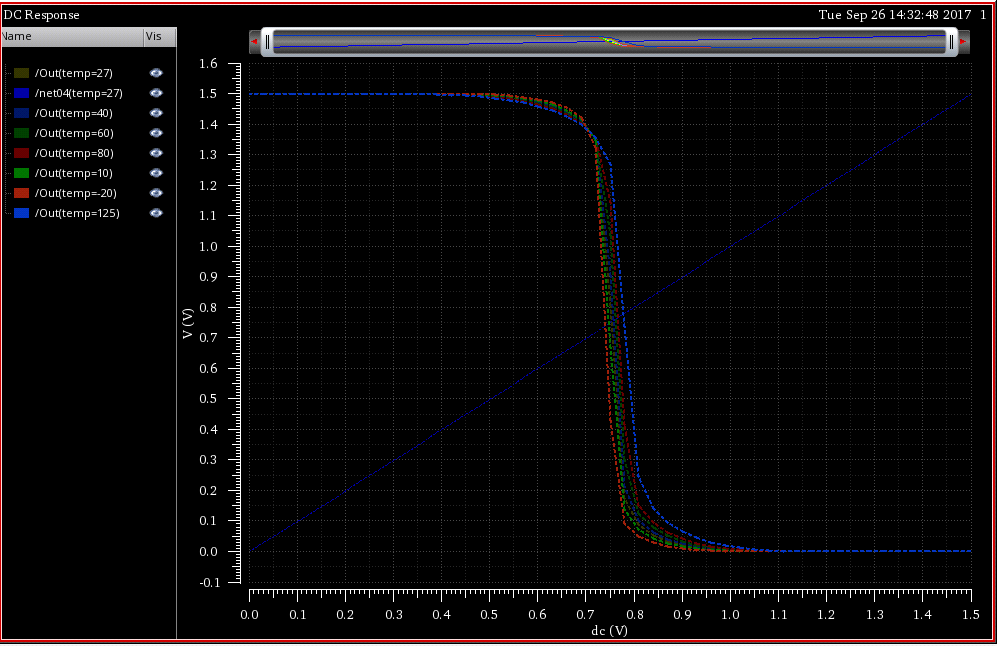 DC Response
Tue Sep 26 14:32:48 2017 1
Name Vis
/Out(temp=27)
/net04(temp=27)
/Out(temp=40)
/Out(temp=60)
/Out(temp=80)
/Out(temp=10)
/Out(temp=-20)
/Out(temp=125)
V (V)
1.6
1.5
1.4
1.3
1.2
1.1
1.0
0.9
0.8
0.7
0.6
0.5
0.4
0.3
0.2
0.1
0.0
-0.1
0.0 0.1 0.2 0.3 0.4 0.5 0.6 0.7 0.8 0.9 1.0 1.1 1.2 1.3 1.4 1.5
dc (V)